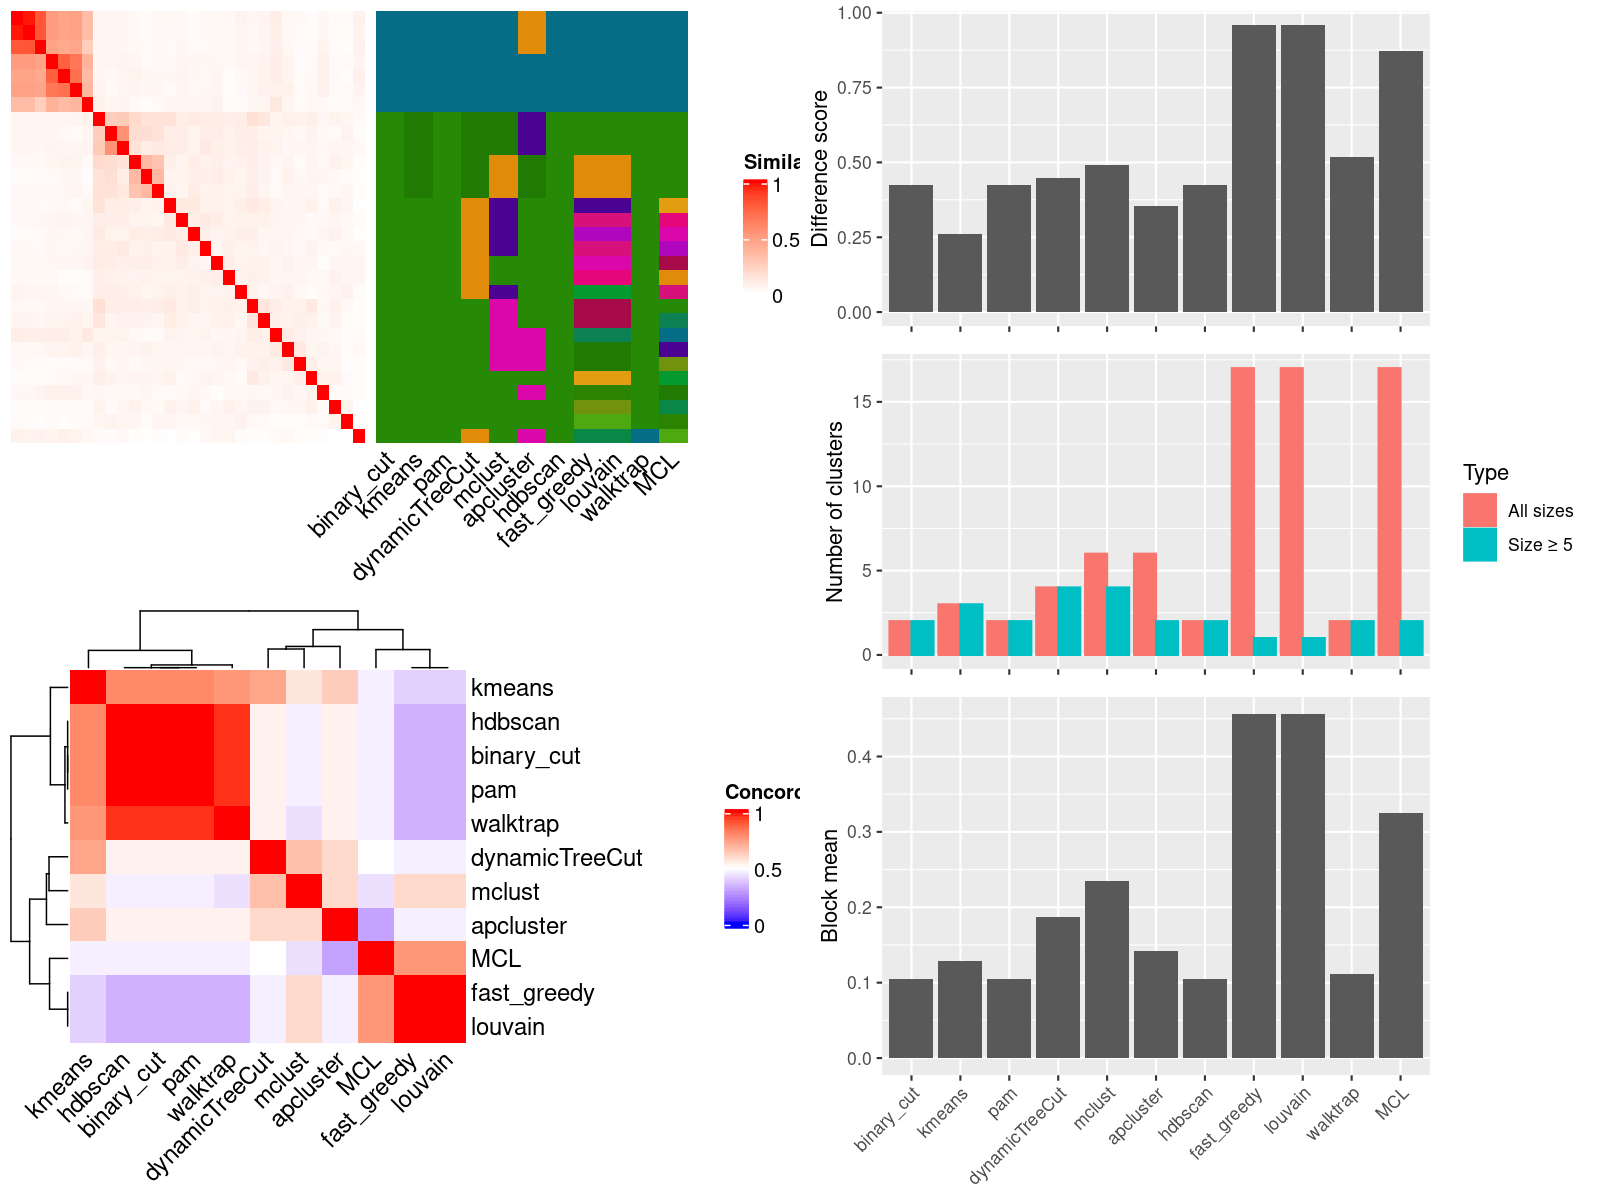 Simila
1
0.5
0
binary_cut
kmeans
pam
dynamicTreeCut
mclust
apcluster
hdbscan
fast_greedy
louvain
walktrap
MCL
kmeans
hdbscan
binary_cut
pam
walktrap
dynamicTreeCut
mclust
apcluster
MCL
fast_greedy
louvain
kmeans
hdbscan
binary_cut
pam
walktrap
dynamicTreeCut
mclust
apcluster
MCL
fast_greedy
louvain
Concord
1
0.5
0
Difference score
1.00
0.75
0.50
0.25
0.00
Number of clusters
15
10
5
0
Type
All sizes
Size ≥ 5
Block mean
0.4
0.3
0.2
0.1
0.0
binary_cut
kmeans
pam
dynamicTreeCut
mclust
apcluster
hdbscan
fast_greedy
louvain
walktrap
MCL